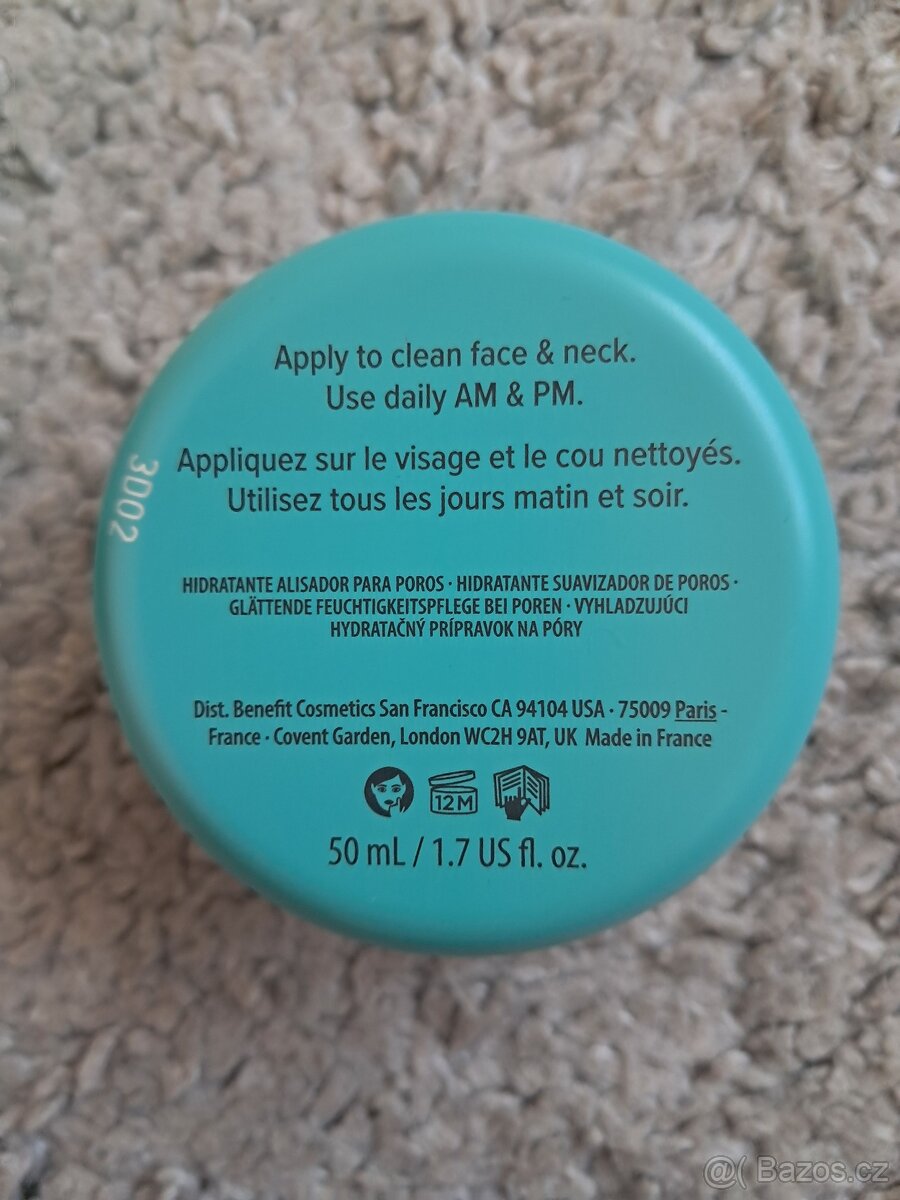 Apply to clean face & neck.
Use daily AM & PM.
Appliquez sur le visage et le cou nettoyés.
Utilisez tous les jours matin et soir.
3D02
HIDRATANTE ALISADOR PARA POROS · HIDRATANTE SUAVIZADOR DE POROS ·
GLÄTTENDE FEUCHTIGKEITSPFLEGE BEI POREN · VYHLADZUJÚCI
HYDRATAČNÝ PRÍPRAVOK NA PÓRY
Dist. Benefit Cosmetics San Francisco CA 94104 USA · 75009 Paris -
France · Covent Garden, London WC2H 9AT, UK Made in France
12M
50 mL / 1.7 US fl. oz.
@( Bazos.cz